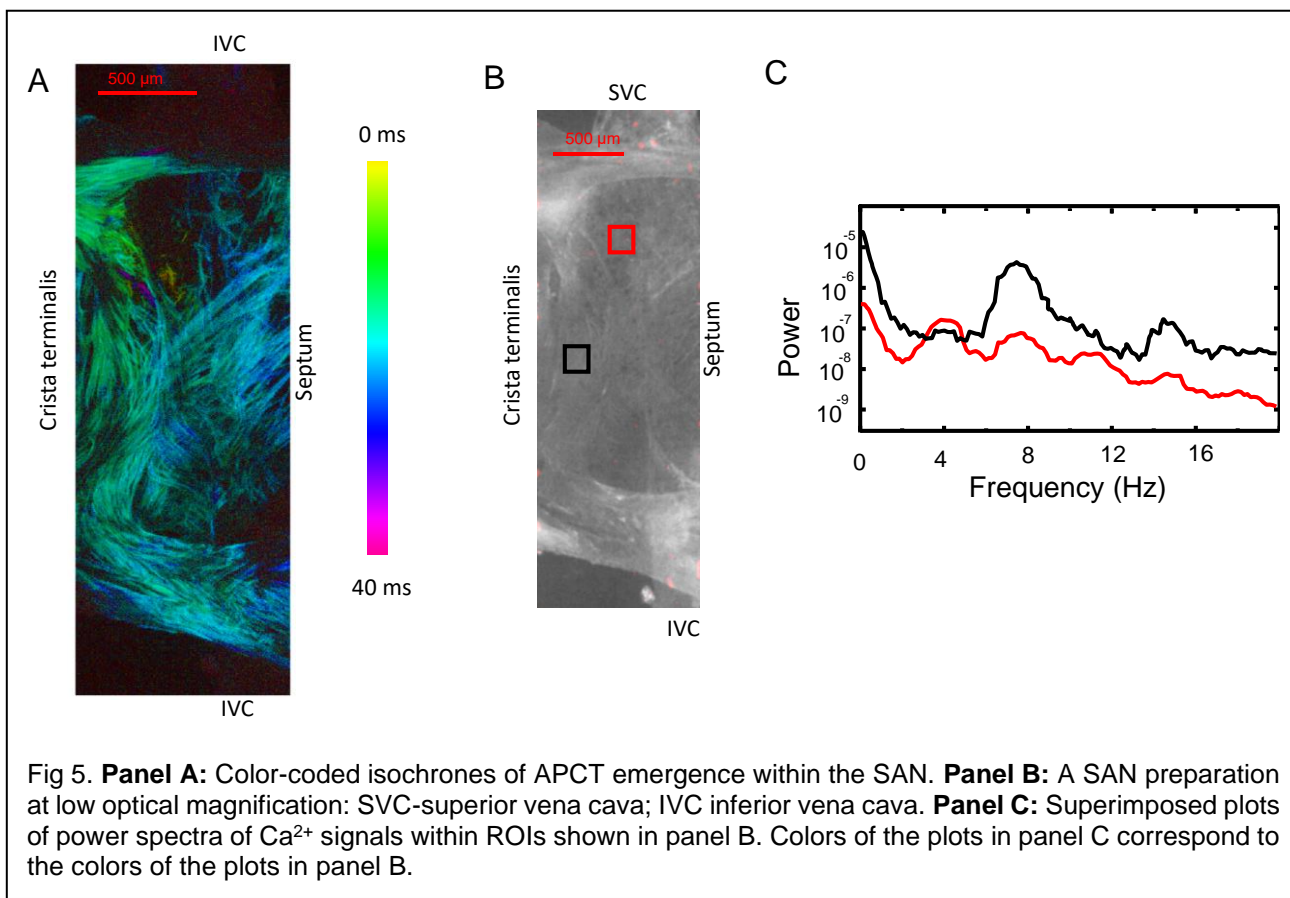 IVC
A
500 µm
0 ms
Crista terminalis
Septum
40 ms
IVC
B
SVC
500 µm
Crista terminalis
Septum
IVC
C
Power
10-5
10-6
10-7
10-8
10-9
0 4 8 12 16
Frequency (Hz)
Fig 5. Panel A: Color-coded isochrones of APCT emergence within the SAN. Panel B: A SAN preparation
at low optical magnification: SVC-superior vena cava; IVC inferior vena cava. Panel C: Superimposed plots
of power spectra of Ca2+ signals within ROIs shown in panel B. Colors of the plots in panel C correspond to
the colors of the plots in panel B.